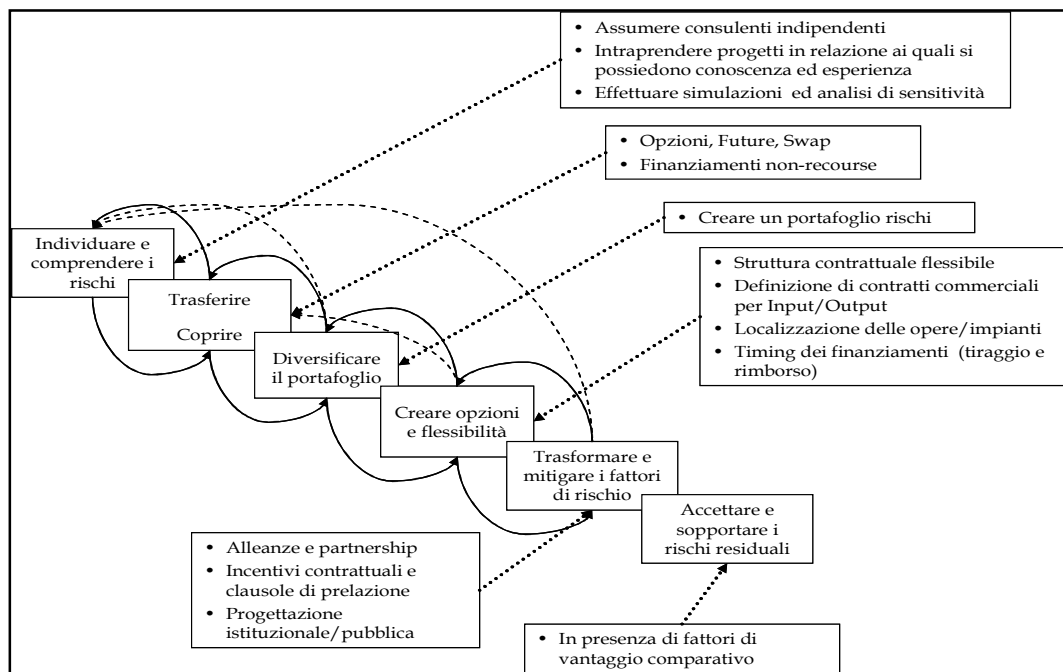 • Assumere consulenti indipendenti
• Intraprendere progetti in relazione ai quali si
possiedono conoscenza ed esperienza
• Effettuare simulazioni ed analisi di sensitività
• Opzioni, Future, Swap
• Finanziamenti non-recourse
• Creare un portafoglio rischi
Individuare e
comprendere i
rischi
Trasferire
Coprire
Diversificare
il portafoglio
• Struttura contrattuale flessibile
• Definizione di contratti commerciali
per Input/Output
• Localizzazione delle opere/impianti
• Timing dei finanziamenti (tiraggio e
rimborso)
Creare opzioni
e flessibilità
Trasformare e
mitigare i fattori
di rischio
Accettare e
sopportare i
rischi residuali
• Alleanze e partnership
• Incentivi contrattuali e
clausole di prelazione
• Progettazione
istituzionale/pubblica
• In presenza di fattori di
vantaggio comparativo